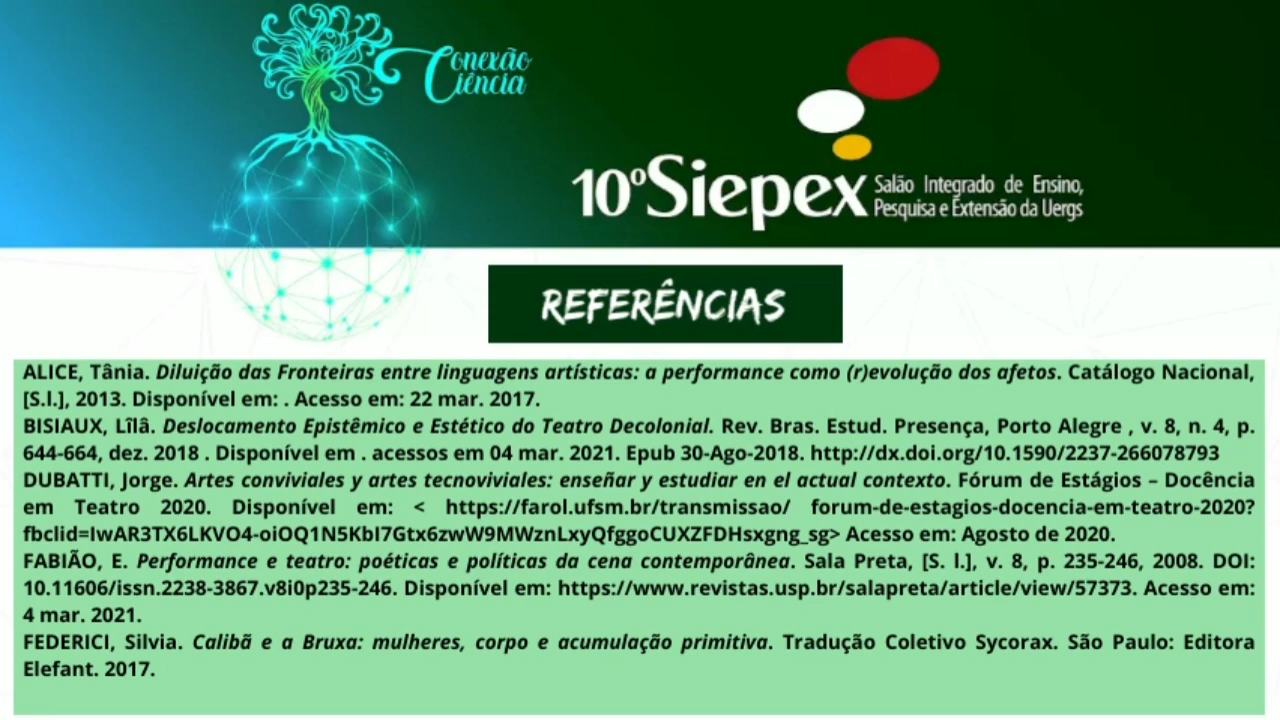 Conexão
Ciência
10º Siepex
Salão Integrado de Ensino,
Pesquisa e Extensão da Uergs
REFERÊNCIAS
ALICE, Tânia. Diluição das Fronteiras entre linguagens artísticas: a performance como (r)evolução dos afetos. Catálogo Nacional,
[S.l.], 2013. Disponível em: . Acesso em: 22 mar. 2017.
BISIAUX, Lîlâ. Deslocamento Epistêmico e Estético do Teatro Decolonial. Rev. Bras. Estud. Presença, Porto Alegre , v. 8, n. 4, p.
644-664, dez. 2018 . Disponível em . acessos em 04 mar. 2021. Epub 30-Ago-2018. http://dx.doi.org/10.1590/2237-266078793
DUBATTI, Jorge. Artes conviviales y artes tecnoviviales: enseñar y estudiar en el actual contexto. Fórum de Estágios – Docência
em Teatro 2020. Disponível em: < https://farol.ufsm.br/transmissao/ forum-de-estagios-docencia-em-teatro-2020?
fbclid=IwAR3TX6LKVO4-oiOQ1N5KbI7Gtx6zwW9MWznLxyQfggoCUXZFDHsxgng_sg> Acesso em: Agosto de 2020.
FABIÃO, E. Performance e teatro: poéticas e políticas da cena contemporânea. Sala Preta, [S. l.], v. 8, p. 235-246, 2008. DOI:
10.11606/issn.2238-3867.v8i0p235-246. Disponível em: https://www.revistas.usp.br/salapreta/article/view/57373. Acesso em:
4 mar. 2021.
FEDERICI, Silvia. Calibã e a Bruxa: mulheres, corpo e acumulação primitiva. Tradução Coletivo Sycorax. São Paulo: Editora
Elefant. 2017.